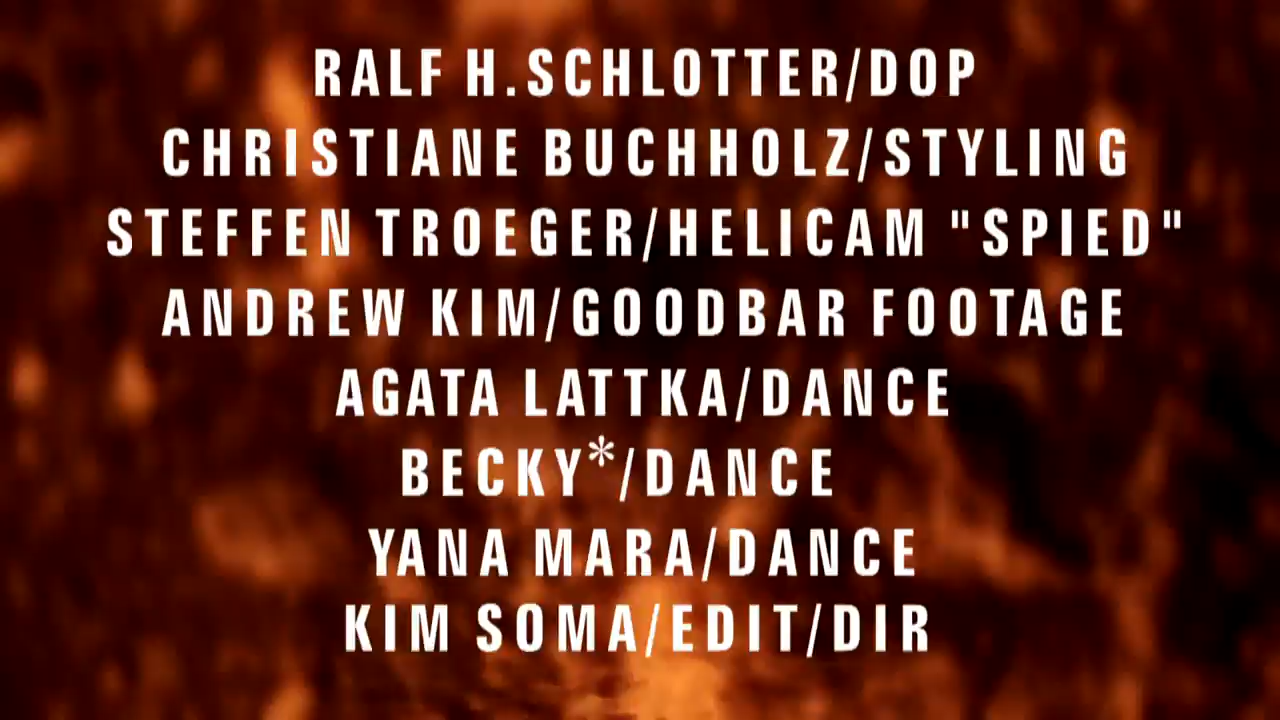 RALF H.SCHLOTTER/DOP
CHRISTIANE BUCHHOLZ/STYLING
STEFFEN TROEGER/HELICAM "SPIED"
ANDREW KIM/GOODBAR FOOTAGE
AGATA LATTKA/DANCE
BECKY*/DANCE
YANA MARA/DANCE
KIM SOMA/EDIT/DIR